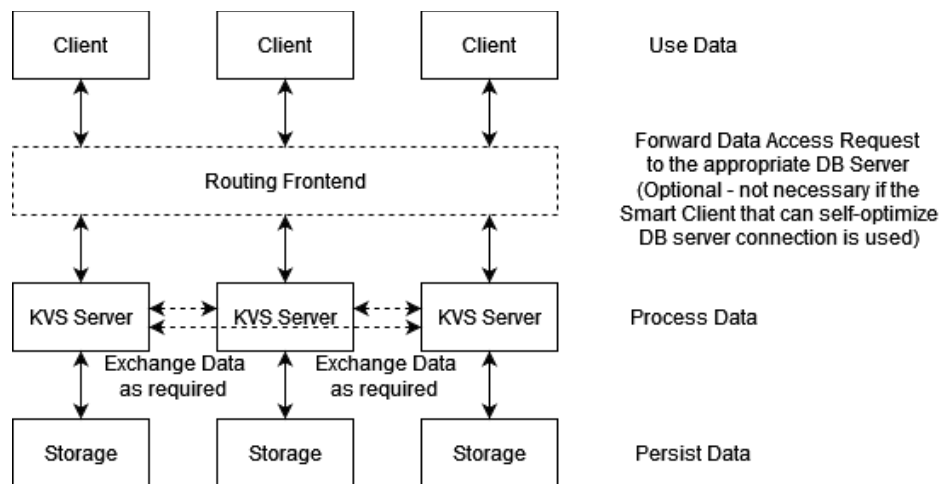 Client
Client
Client
Use Data
Routing Frontend
Forward Data Access Request
to the appropriate DB Server
(Optional - not necessary if the
Smart Client that can self-optimize
DB server connection is used)
KVS Server
KVS Server
KVS Server
Process Data
Exchange Data
as required
Exchange Data
as required
Storage
Storage
Storage
Persist Data